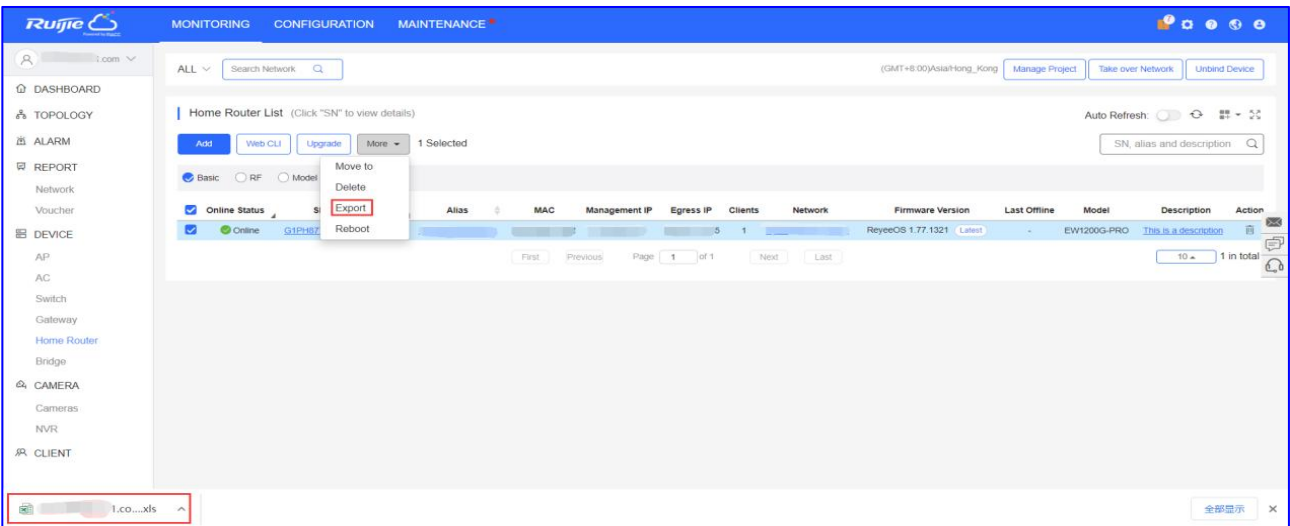 Ruijie MONITORING CONFIGURATION MAINTENANCE
.com
ALL Search Network (GMT+8:00)Asia/Hong_Kong Manage Project Take over Network Unbind Device
DASHBOARD
TOPOLOGY
ALARM
REPORT
Network
Voucher
DEVICE
AP
AC
Switch
Gateway
Home Router
Bridge
CAMERA
Cameras
NVR
CLIENT
Home Router List (Click "SN" to view details) Auto Refresh:
Add Web CLI Upgrade More 1 Selected SN, alias and description
Move to
Delete
Export
Reboot
Basic RF Model
Online Status Alias MAC Management IP Egress IP Clients Network Firmware Version Last Offline Model Description Action
Online G1PH87 5 1 ReyeeOS 1.77.1321 Latest - EW1200G-PRO This is a description
First Previous Page 1 of 1 Next Last 10 1 in total
1.co....xls 全部显示